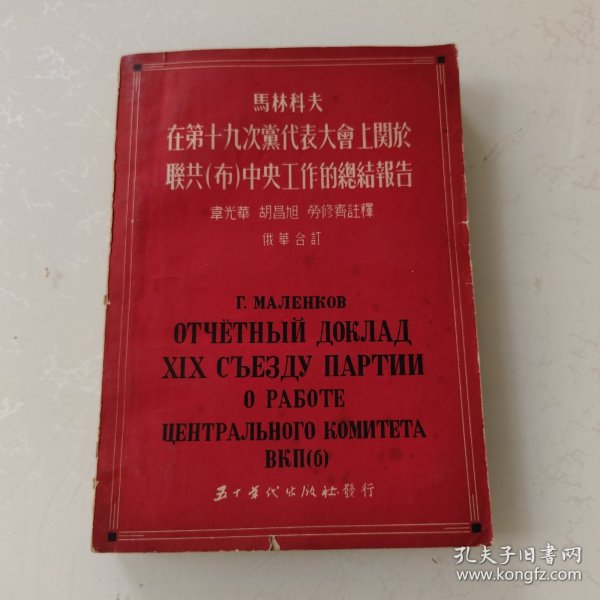 馬林科夫
在第十九次黨代表大會上関於
聯共(布)中央工作的總結報告
韋光華 胡昌旭 勞修齊註釋
俄華合訂
Г. МАЛЕНКОВ
ОТЧЁТНЫЙ ДОКЛАД
XIX СЪЕЗДУ ПАРТИИ
О РАБОТЕ
ЦЕНТРАЛЬНОГО КОМИТЕТА
ВКП(б)
五十年代出版社發行
孔夫子旧书网
www.kongfz.com